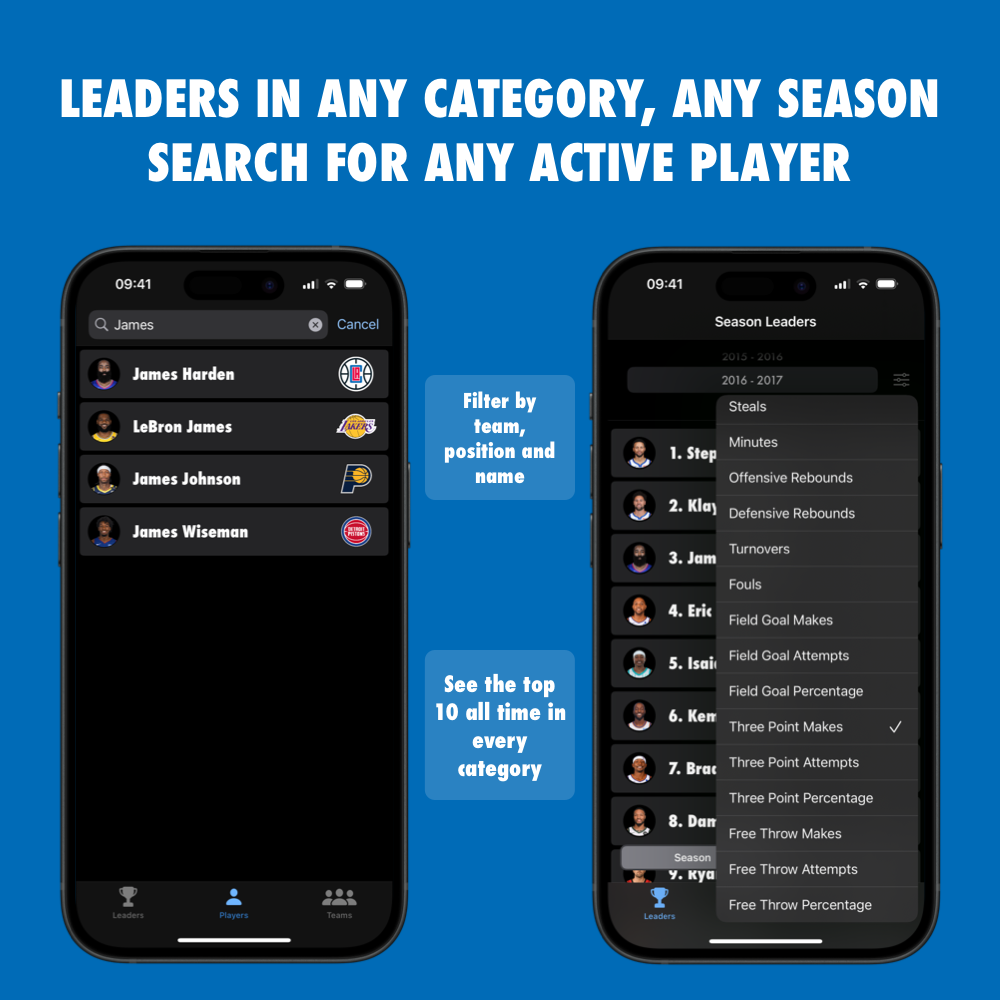 LEADERS IN ANY CATEGORY, ANY SEASON
SEARCH FOR ANY ACTIVE PLAYER
09:41
James
Cancel
James Harden
LeBron James
LAKERS
James Johnson
James Wiseman
DETROIT
PISTONS
Leaders
Players
Teams
Filter by
team,
position and
name
See the top
10 all time in
every
category
09:41
Season Leaders
2015 - 2016
2016 - 2017
1. Step
2. Klay
3. Jam
4. Eric
5. Isai
6. Kem
7. Brad
8. Dam
9. Rya
Season
Leaders
Steals
Minutes
Offensive Rebounds
Defensive Rebounds
Turnovers
Fouls
Field Goal Makes
Field Goal Attempts
Field Goal Percentage
Three Point Makes
Three Point Attempts
Three Point Percentage
Free Throw Makes
Free Throw Attempts
Free Throw Percentage